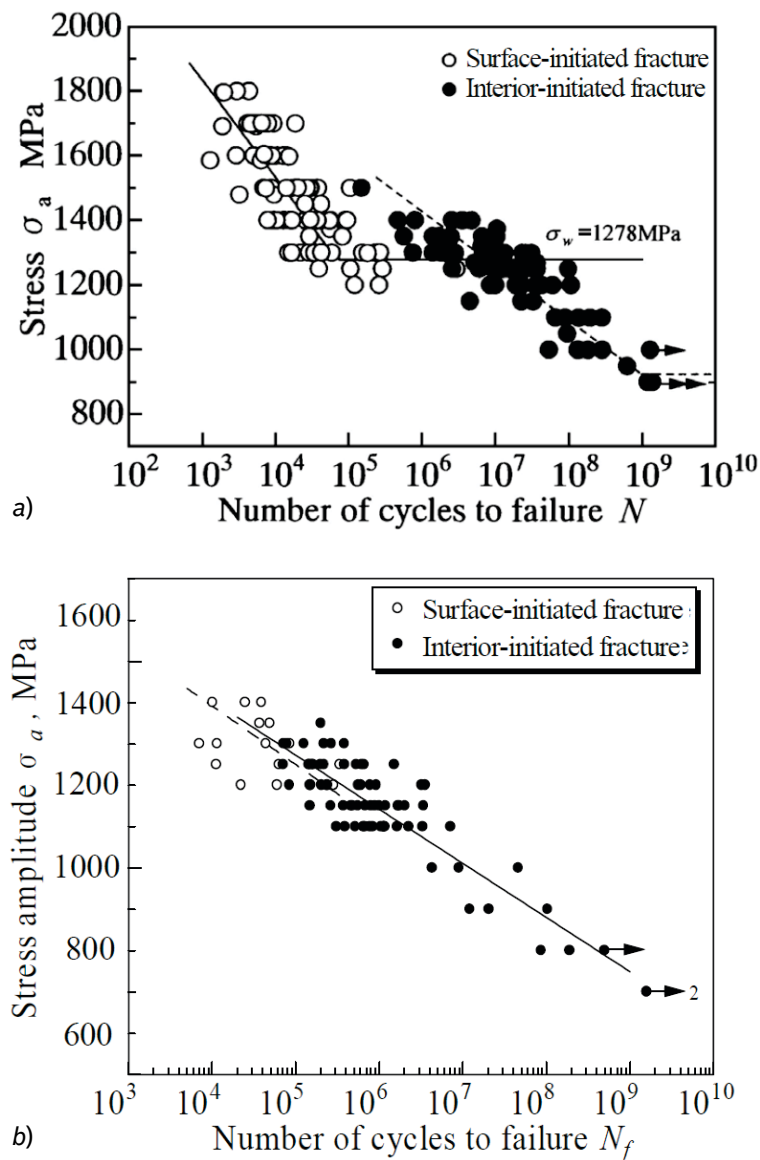 2000
1800
1600
1400
1200
1000
800
Stress σa MPa
Surface-initiated fracture
Interior-initiated fracture
σw=1278MPa
10² 10³ 10⁴ 10⁵ 10⁶ 10⁷ 10⁸ 10⁹ 10¹⁰
Number of cycles to failure N
a)
1600
1400
1200
1000
800
600
Stress amplitude σa, MPa
Surface-initiated fracture
Interior-initiated fracture
2
10³ 10⁴ 10⁵ 10⁶ 10⁷ 10⁸ 10⁹ 10¹⁰
Number of cycles to failure Nf
b)